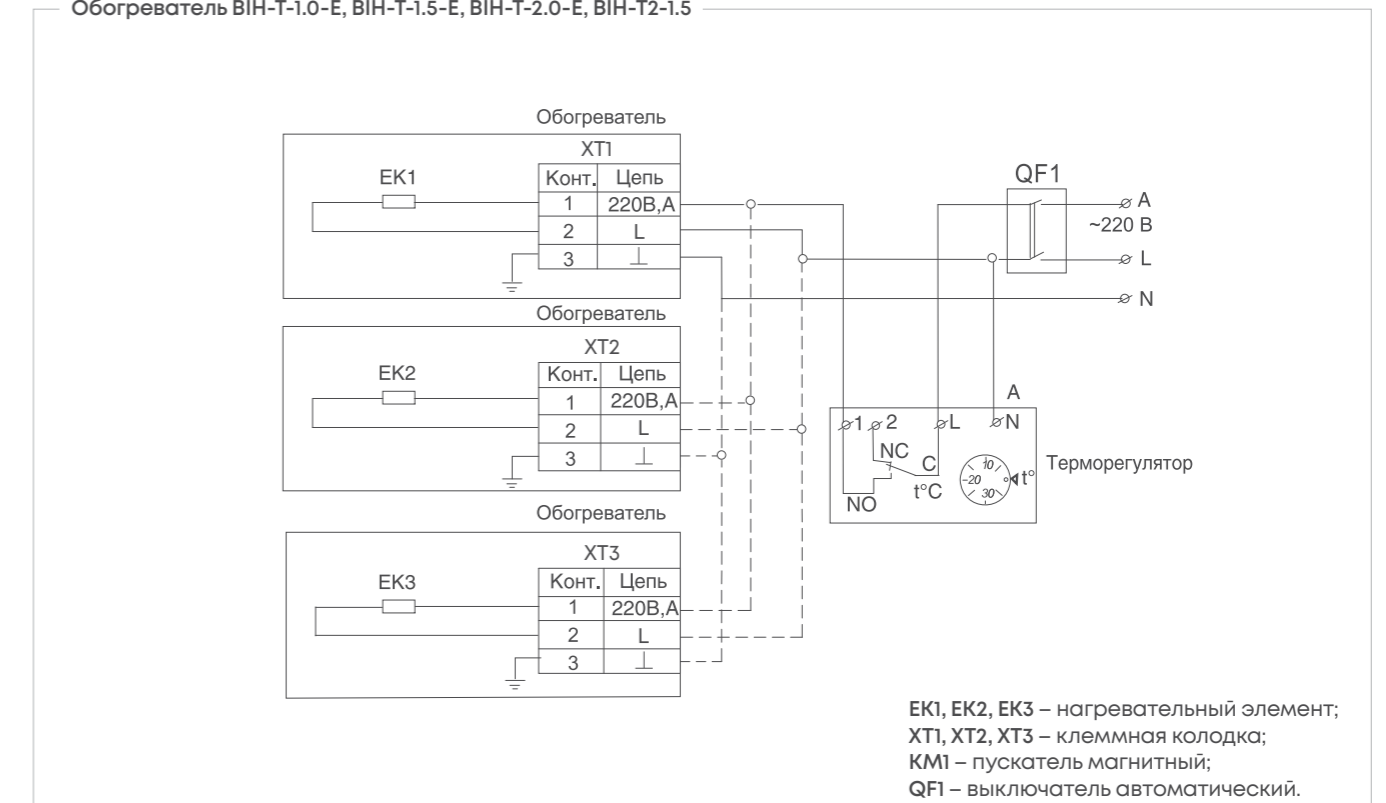 Обогреватель BIH-T-1.0-E, BIH-T-1.5-E, BIH-T-2.0-E, BIH-T2-1.5
Обогреватель
XT1
EK1
Конт. Цепь
1 220В,А
2 L
3 ⊥
Обогреватель
XT2
EK2
Конт. Цепь
1 220В,А
2 L
3 ⊥
Обогреватель
XT3
EK3
Конт. Цепь
1 220В,А
2 L
3 ⊥
QF1
A
~220 В
L
N
A
1 2 L N
NC C
t°C
NO
10
-20
30
t°
Терморегулятор
EK1, EK2, EK3 – нагревательный элемент;
XT1, XT2, XT3 – клеммная колодка;
KM1 – пускатель магнитный;
QF1 – выключатель автоматический.